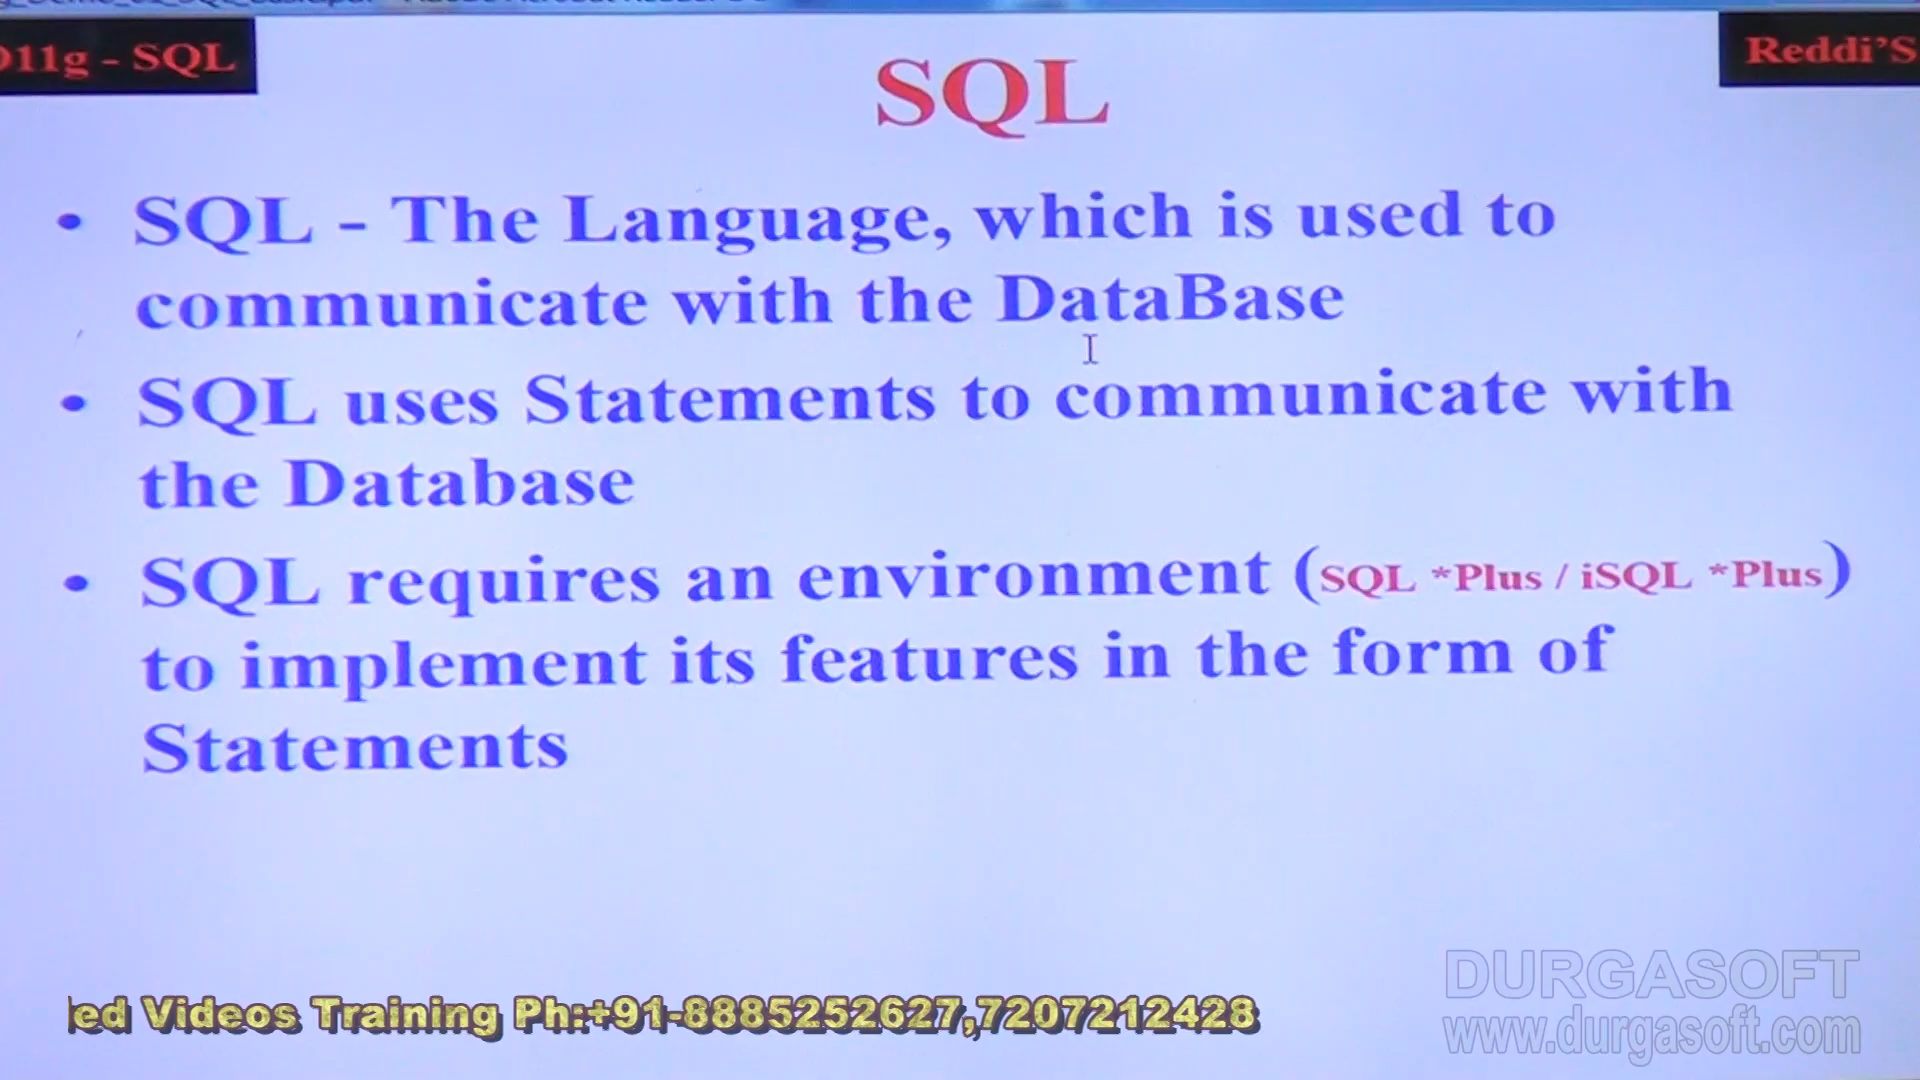 O11g - SQL
Reddi’S
SQL
• SQL - The Language, which is used to
communicate with the DataBase
• SQL uses Statements to communicate with
the Database
• SQL requires an environment (SQL *Plus / iSQL *Plus)
to implement its features in the form of
Statements
DURGASOFT
ed Videos Training Ph:+91-8885252627,7207212428
www.durgasoft.com